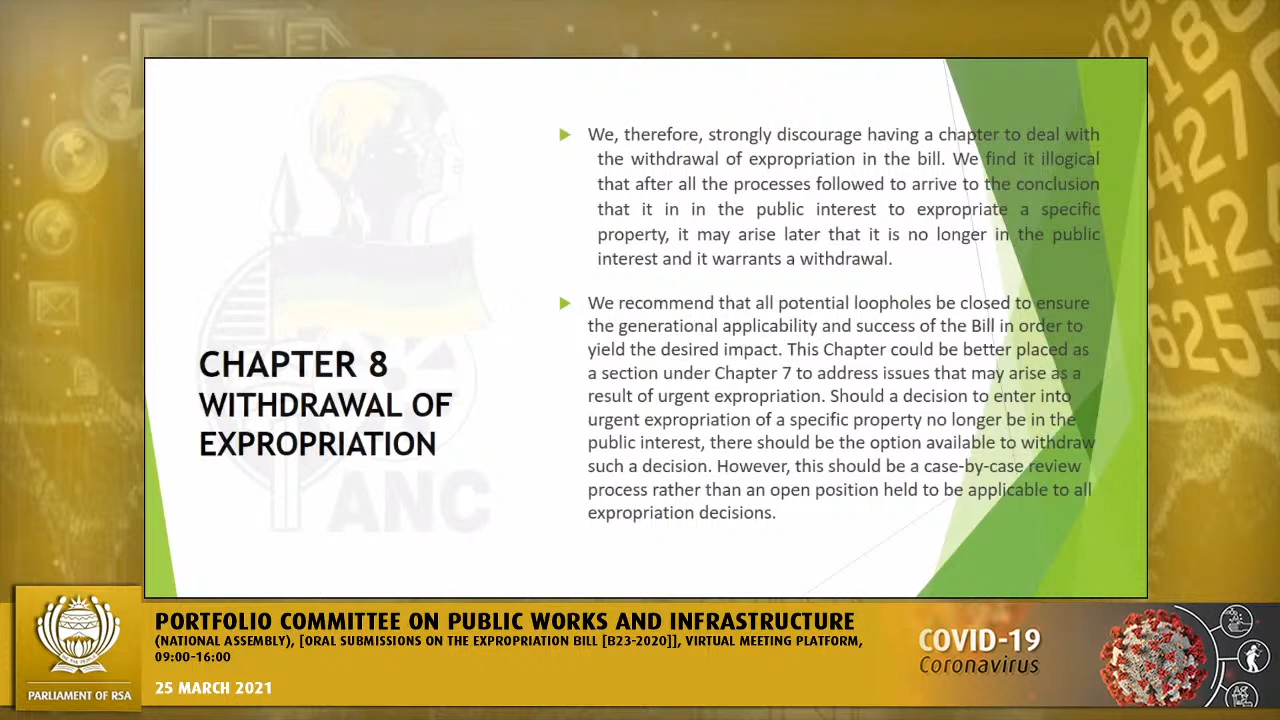 We, therefore, strongly discourage having a chapter to deal with
the withdrawal of expropriation in the bill. We find it illogical
that after all the processes followed to arrive to the conclusion
that it in in the public interest to expropriate a specific
property, it may arise later that it is no longer in the public
interest and it warrants a withdrawal.
We recommend that all potential loopholes be closed to ensure
the generational applicability and success of the Bill in order to
yield the desired impact. This Chapter could be better placed as
a section under Chapter 7 to address issues that may arise as a
result of urgent expropriation. Should a decision to enter into
urgent expropriation of a specific property no longer be in the
public interest, there should be the option available to withdraw
such a decision. However, this should be a case-by-case review
process rather than an open position held to be applicable to all
expropriation decisions.
CHAPTER 8
WITHDRAWAL OF
EXPROPRIATION
ANC
PARLIAMENT OF RSA
PORTFOLIO COMMITTEE ON PUBLIC WORKS AND INFRASTRUCTURE
(NATIONAL ASSEMBLY), [ORAL SUBMISSIONS ON THE EXPROPRIATION BILL [B23-2020]], VIRTUAL MEETING PLATFORM,
09:00-16:00
25 MARCH 2021
COVID-19
Coronavirus